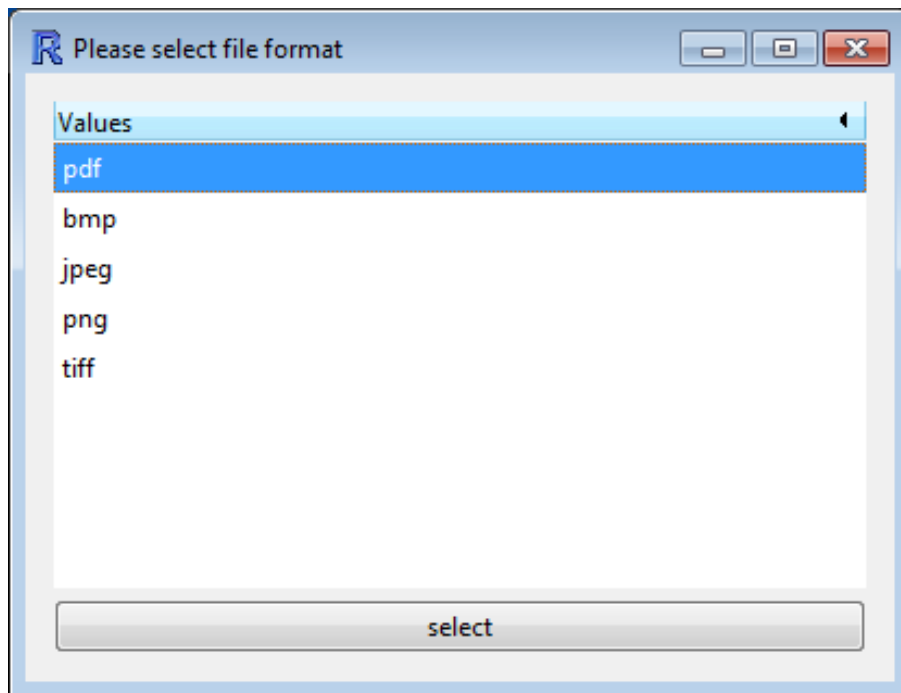 Please select file format
Values
pdf
bmp
jpeg
png
tiff
select